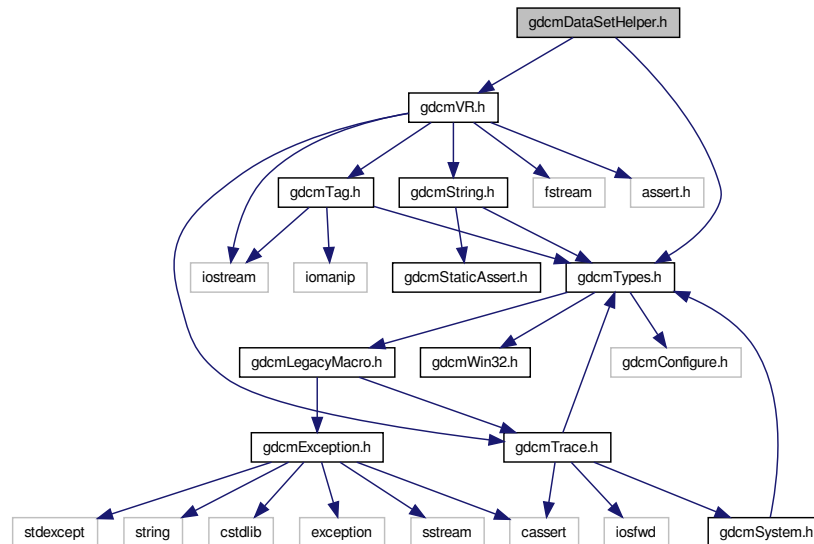 gdcmDataSetHelper.h
gdcmVR.h
gdcmTag.h
gdcmString.h
fstream
assert.h
iostream
iomanip
gdcmStaticAssert.h
gdcmTypes.h
gdcmLegacyMacro.h
gdcmWin32.h
gdcmConfigure.h
gdcmException.h
gdcmTrace.h
stdexcept
string
cstdlib
exception
sstream
cassert
iosfwd
gdcmSystem.h